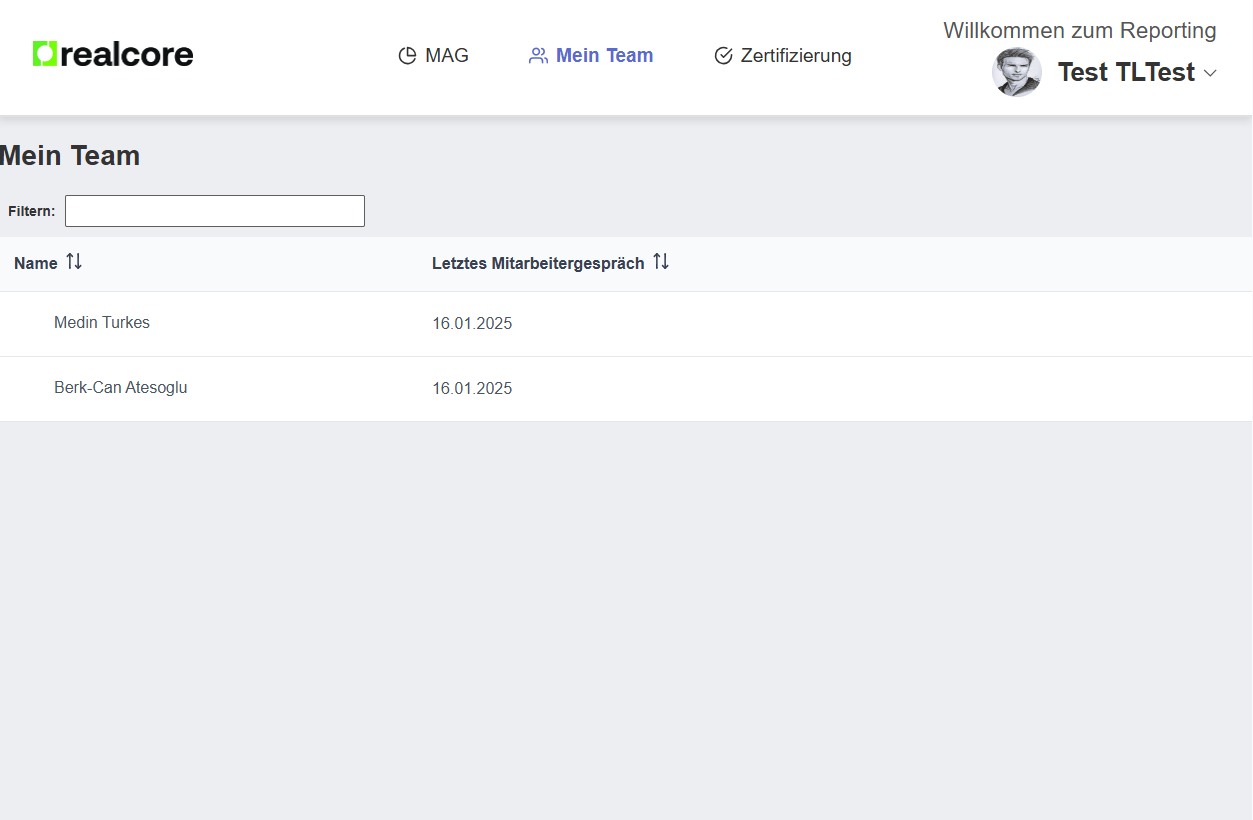 realcore
MAG
Mein Team
Zertifizierung
Willkommen zum Reporting
Test TLTest
Mein Team
Filtern:
Name
Letztes Mitarbeitergespräch
Medin Turkes
16.01.2025
Berk-Can Atesoglu
16.01.2025